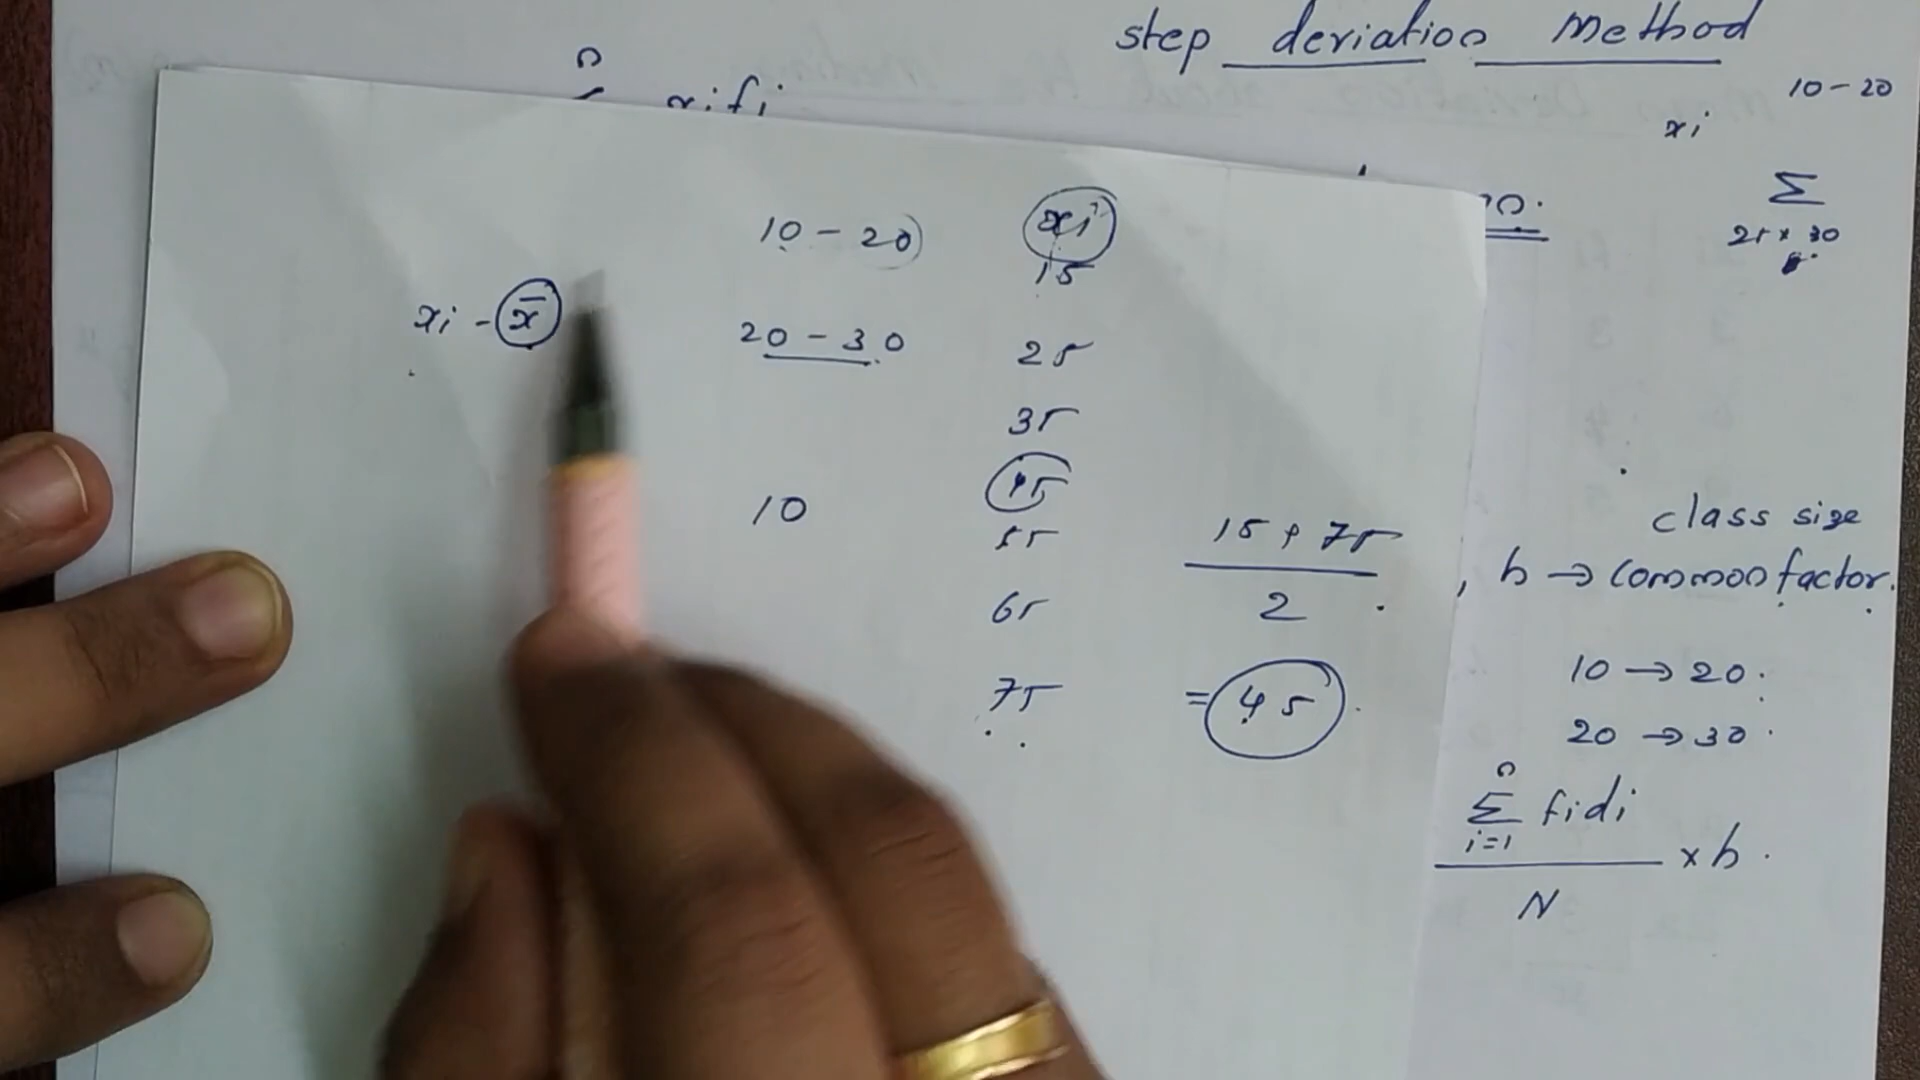 step deviation Method
n
xifi
10 - 20
xi
Σ
25 x 30
10 - 20 xi
15
xi - x̄
20 - 30 25
35
45
10
55
65
75
15 + 75
2
= 45
class size
, h → common factor.
10 → 20.
20 → 30.
n
Σ fidi
i=1
x h.
N